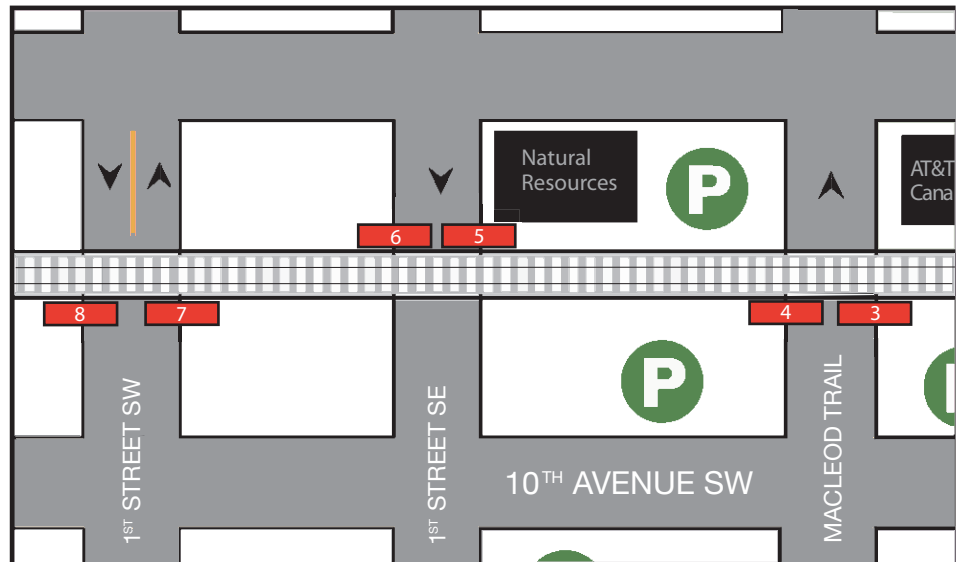 Natural
Resources
P
AT&T
Cana
6
5
8
7
4
3
P
1ST STREET SW
1ST STREET SE
MACLEOD TRAIL
10TH AVENUE SW